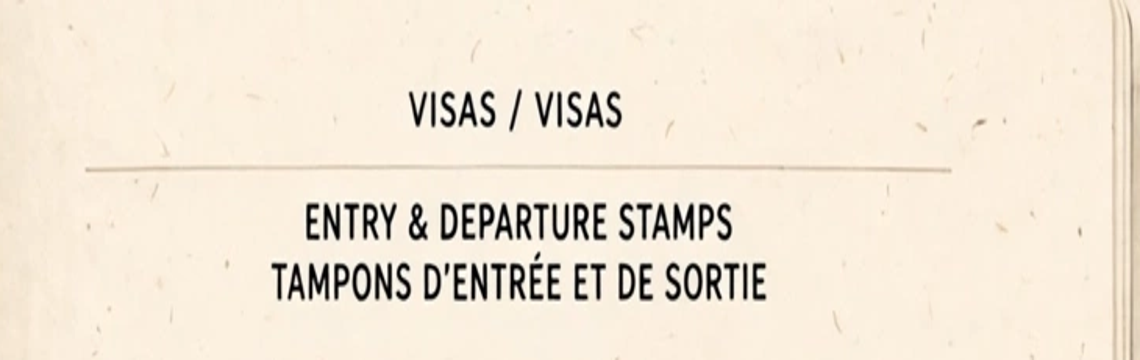 VISAS / VISAS
ENTRY & DEPARTURE STAMPS
TAMPONS D'ENTRÉE ET DE SORTIE